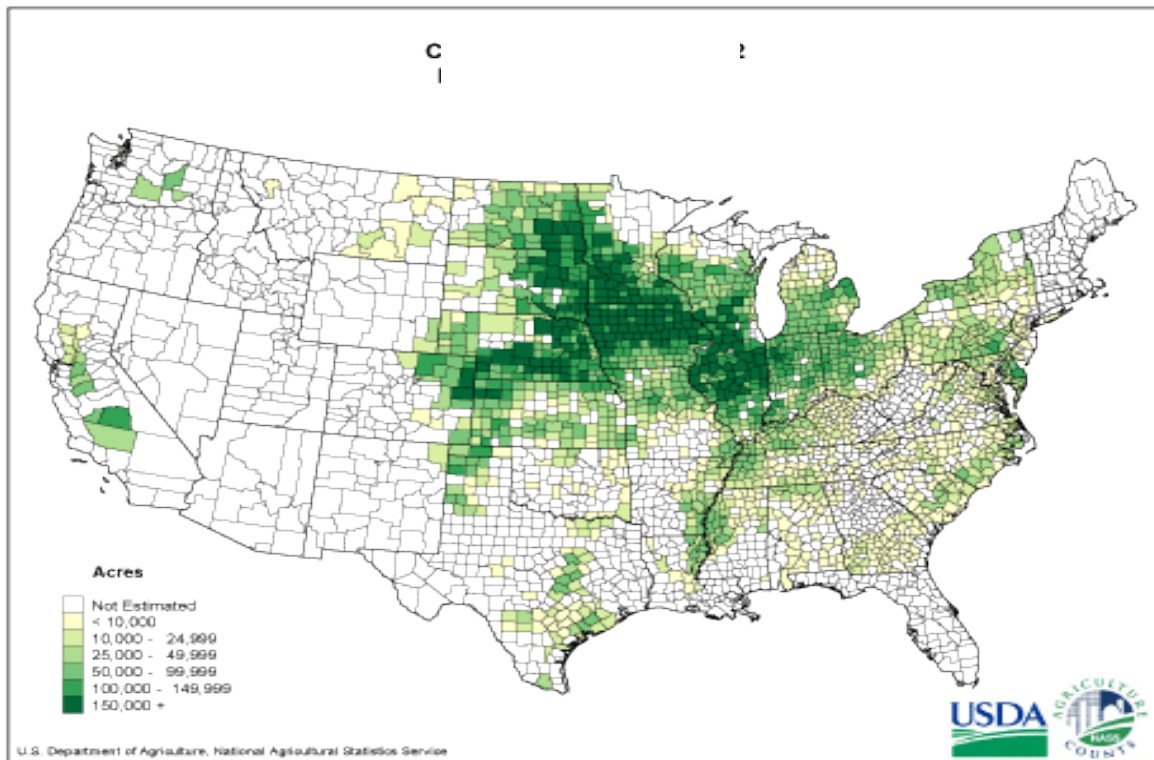 C 2
Acres
Not Estimated
< 10,000
10,000 - 24,999
25,000 - 49,999
50,000 - 99,999
100,000 - 149,999
150,000 +
U.S. Department of Agriculture, National Agricultural Statistics Service
USDA
AGRICULTURE
NASS
COUNTS